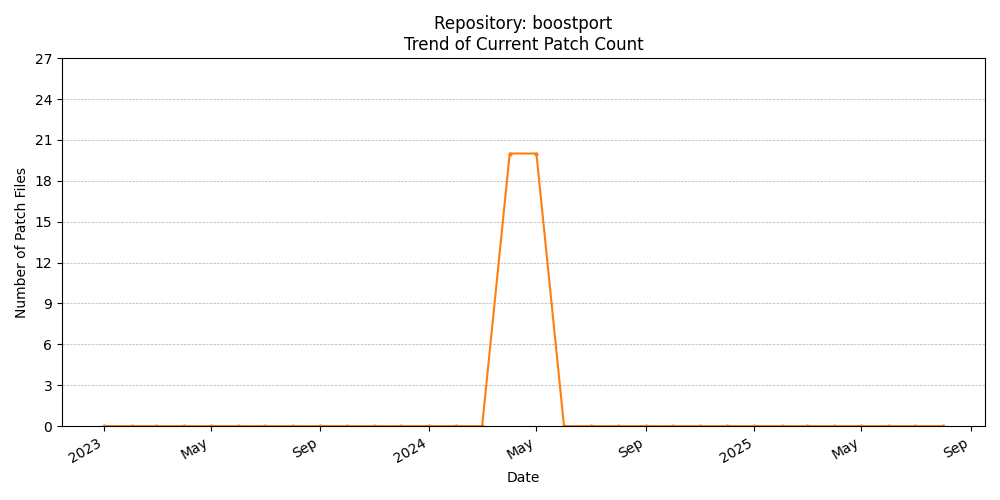 Repository: boostport
Trend of Current Patch Count
27
24
21
18
15
12
9
6
3
0
Number of Patch Files
2023
May
Sep
2024
May
Sep
2025
May
Sep
Date